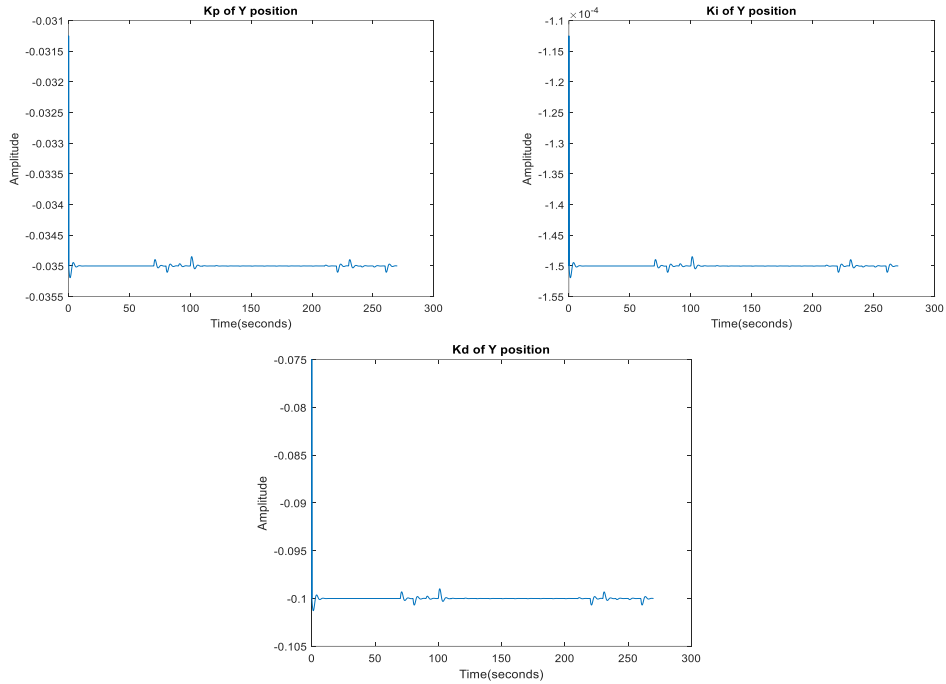 Kp of Y position
-0.031
-0.0315
-0.032
-0.0325
-0.033
-0.0335
-0.034
-0.0345
-0.035
-0.0355
Amplitude
0 50 100 150 200 250 300
Time(seconds)
Ki of Y position
×10⁻⁴
-1.1
-1.15
-1.2
-1.25
-1.3
-1.35
-1.4
-1.45
-1.5
-1.55
Amplitude
0 50 100 150 200 250 300
Time(seconds)
Kd of Y position
-0.075
-0.08
-0.085
-0.09
-0.095
-0.1
-0.105
Amplitude
0 50 100 150 200 250 300
Time(seconds)